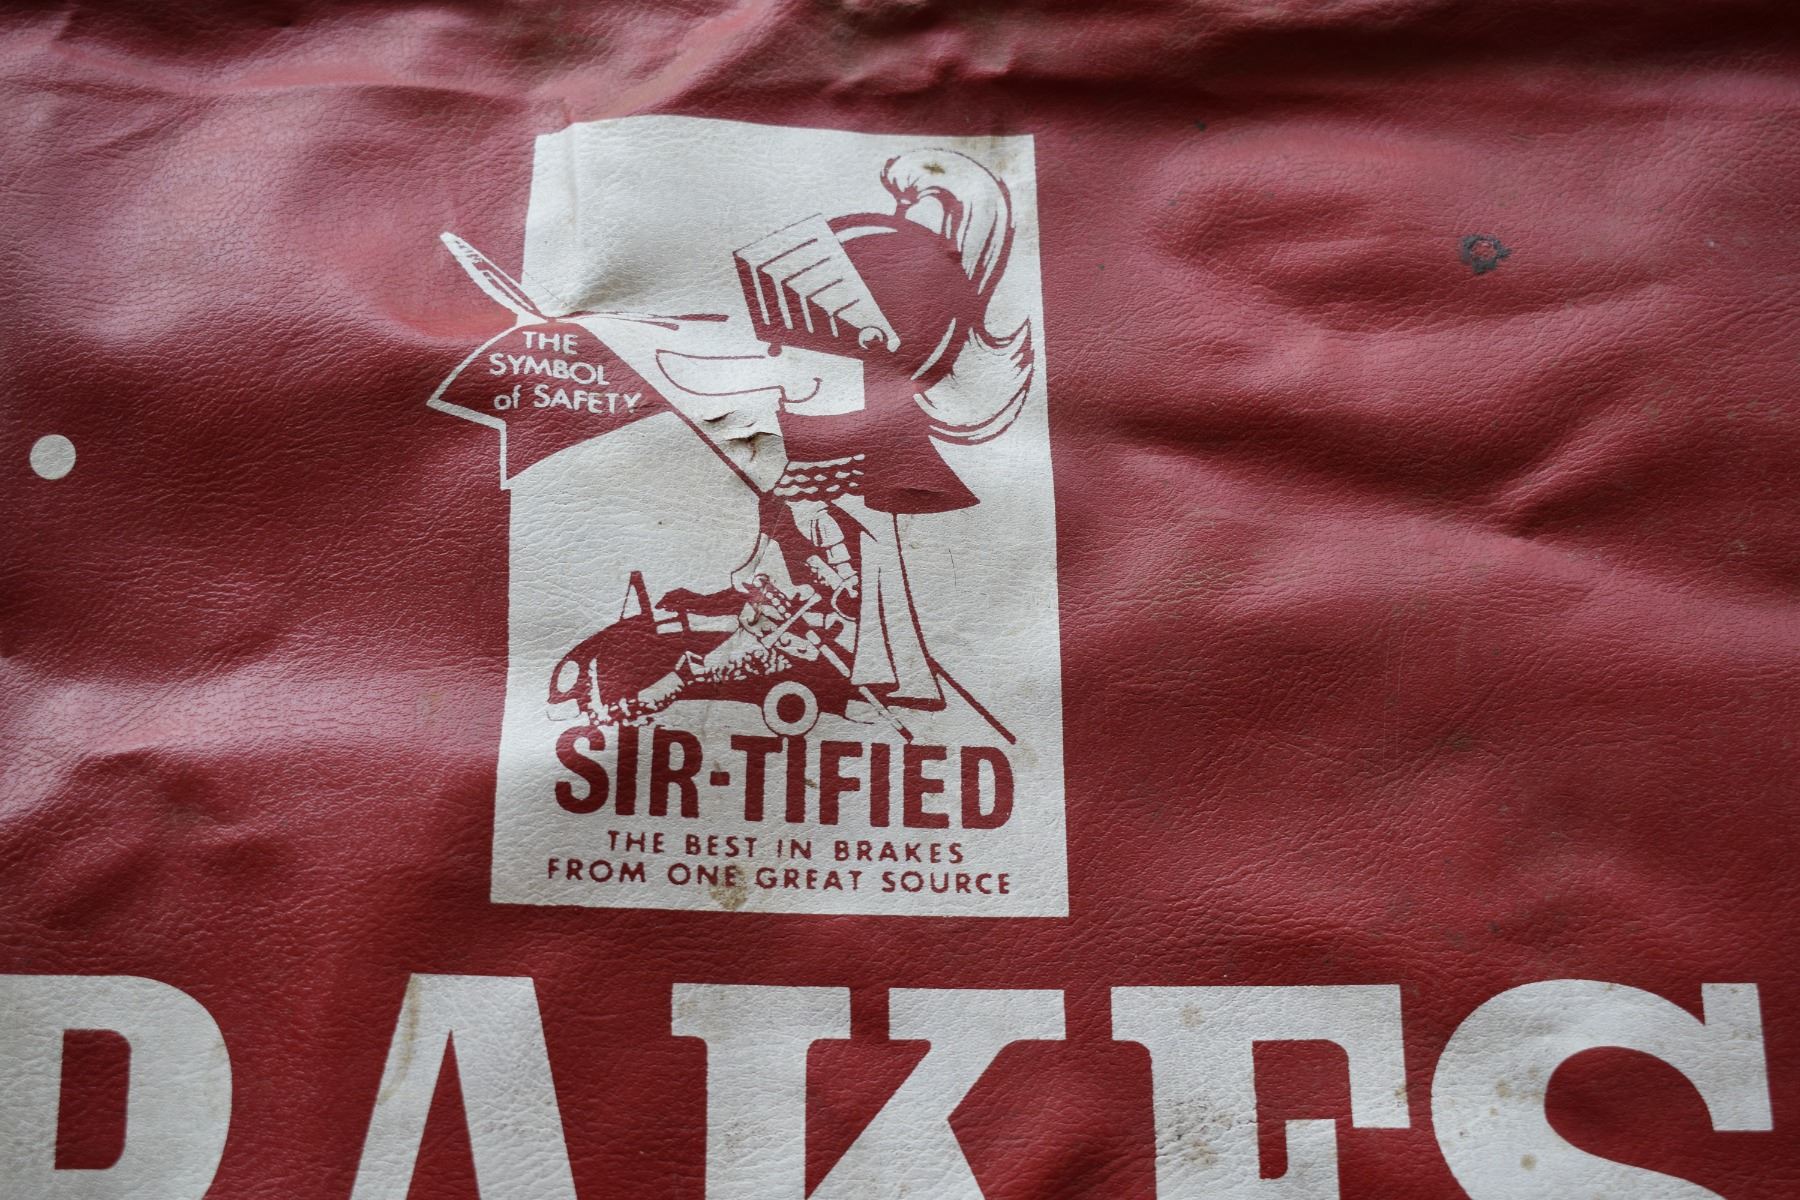 THE
SYMBOL
of SAFETY
SIR-TIFIED
THE BEST IN BRAKES
FROM ONE GREAT SOURCE
RAKES